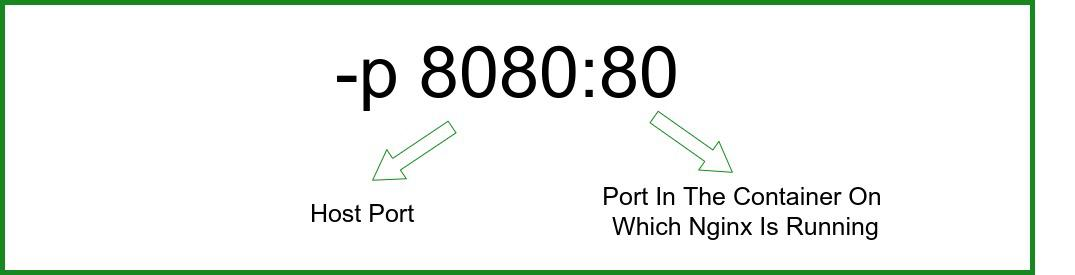 -p 8080:80
Host Port
Port In The Container On
Which Nginx Is Running